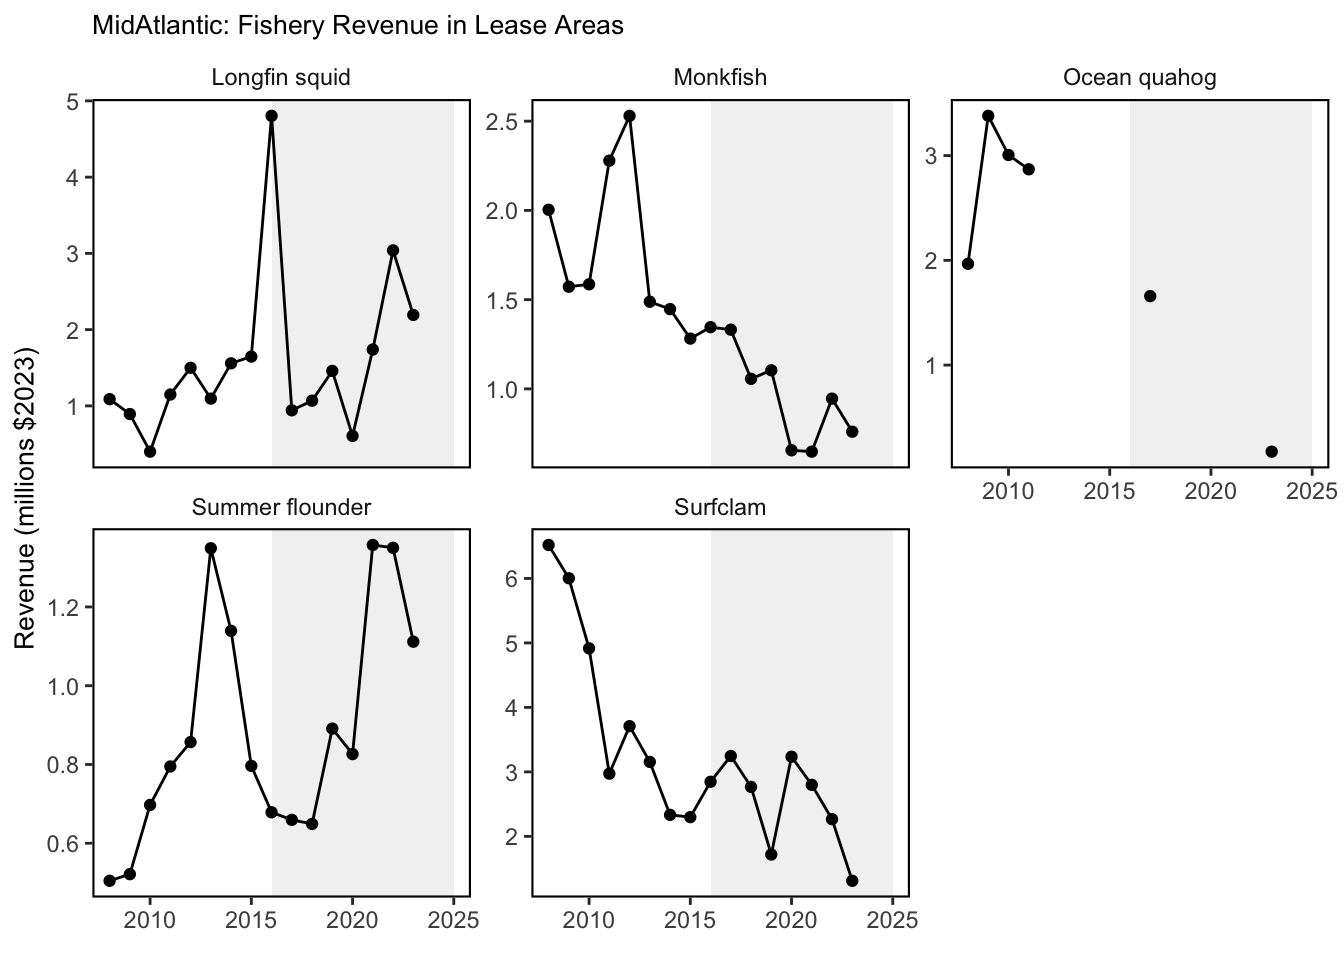 MidAtlantic: Fishery Revenue in Lease Areas
Longfin squid
Monkfish
Ocean quahog
5
4
3
2
1
2.5
2.0
1.5
1.0
3
2
1
2010 2015 2020 2025
Revenue (millions $2023)
Summer flounder
Surfclam
1.2
1.0
0.8
0.6
6
5
4
3
2
2010 2015 2020 2025
2010 2015 2020 2025